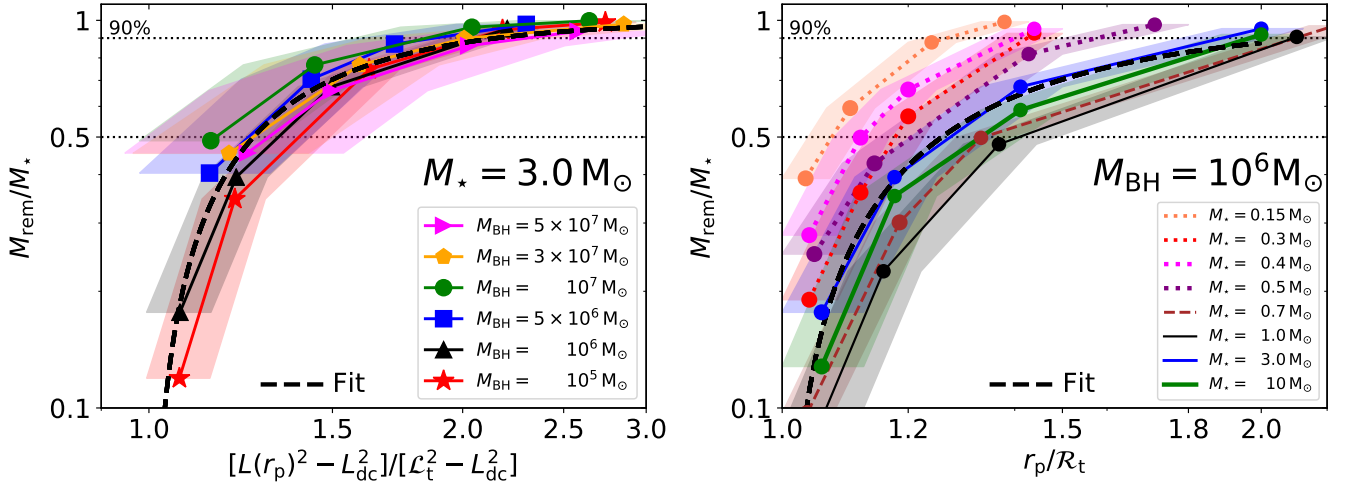 1
0.5
0.1
M_rem/M_⋆
90%
M_⋆ = 3.0 M_⊙
M_BH = 5 × 10^7 M_⊙
M_BH = 3 × 10^7 M_⊙
M_BH = 10^7 M_⊙
M_BH = 5 × 10^6 M_⊙
M_BH = 10^6 M_⊙
M_BH = 10^5 M_⊙
Fit
1.0 1.5 2.0 2.5 3.0
[L(r_p)^2 − L_dc^2]/[ℒ_t^2 − L_dc^2]
1
0.5
0.1
M_rem/M_⋆
90%
M_BH = 10^6 M_⊙
M_⋆ = 0.15 M_⊙
M_⋆ = 0.3 M_⊙
M_⋆ = 0.4 M_⊙
M_⋆ = 0.5 M_⊙
M_⋆ = 0.7 M_⊙
M_⋆ = 1.0 M_⊙
M_⋆ = 3.0 M_⊙
M_⋆ = 10 M_⊙
Fit
1.0 1.2 1.5 1.8 2.0
r_p/ℛ_t